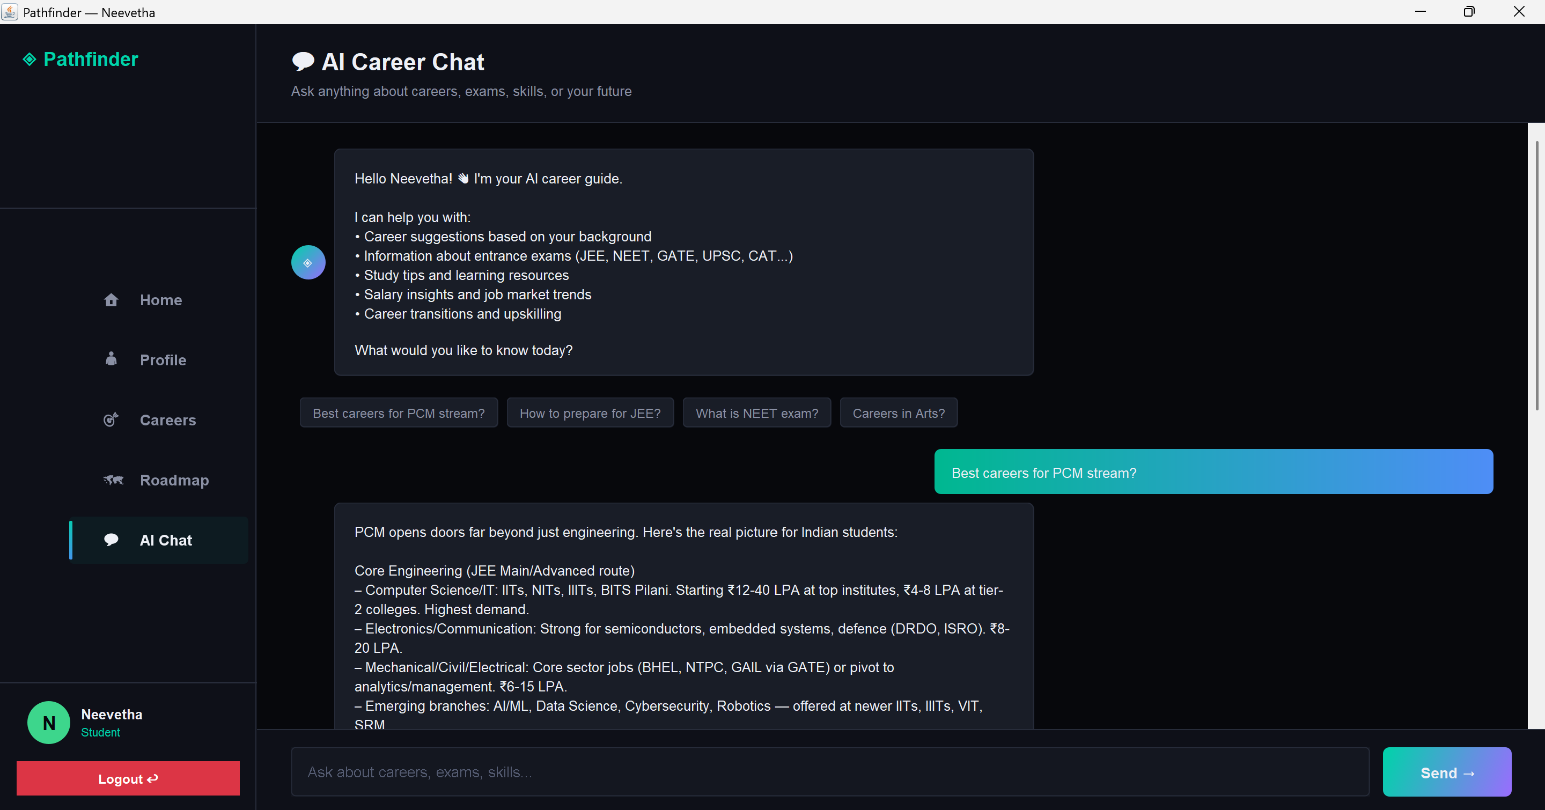 Pathfinder — Neevetha
◈ Pathfinder
Home
Profile
Careers
Roadmap
AI Chat
N
Neevetha
Student
Logout ↩
AI Career Chat
Ask anything about careers, exams, skills, or your future
Hello Neevetha! 👋 I'm your AI career guide.
I can help you with:
• Career suggestions based on your background
• Information about entrance exams (JEE, NEET, GATE, UPSC, CAT...)
• Study tips and learning resources
• Salary insights and job market trends
• Career transitions and upskilling
What would you like to know today?
Best careers for PCM stream?
How to prepare for JEE?
What is NEET exam?
Careers in Arts?
Best careers for PCM stream?
PCM opens doors far beyond just engineering. Here's the real picture for Indian students:
Core Engineering (JEE Main/Advanced route)
– Computer Science/IT: IITs, NITs, IIITs, BITS Pilani. Starting ₹12-40 LPA at top institutes, ₹4-8 LPA at tier-
2 colleges. Highest demand.
– Electronics/Communication: Strong for semiconductors, embedded systems, defence (DRDO, ISRO). ₹8-
20 LPA.
– Mechanical/Civil/Electrical: Core sector jobs (BHEL, NTPC, GAIL via GATE) or pivot to
analytics/management. ₹6-15 LPA.
– Emerging branches: AI/ML, Data Science, Cybersecurity, Robotics — offered at newer IITs, IIITs, VIT,
SRM
Ask about careers, exams, skills...
Send →